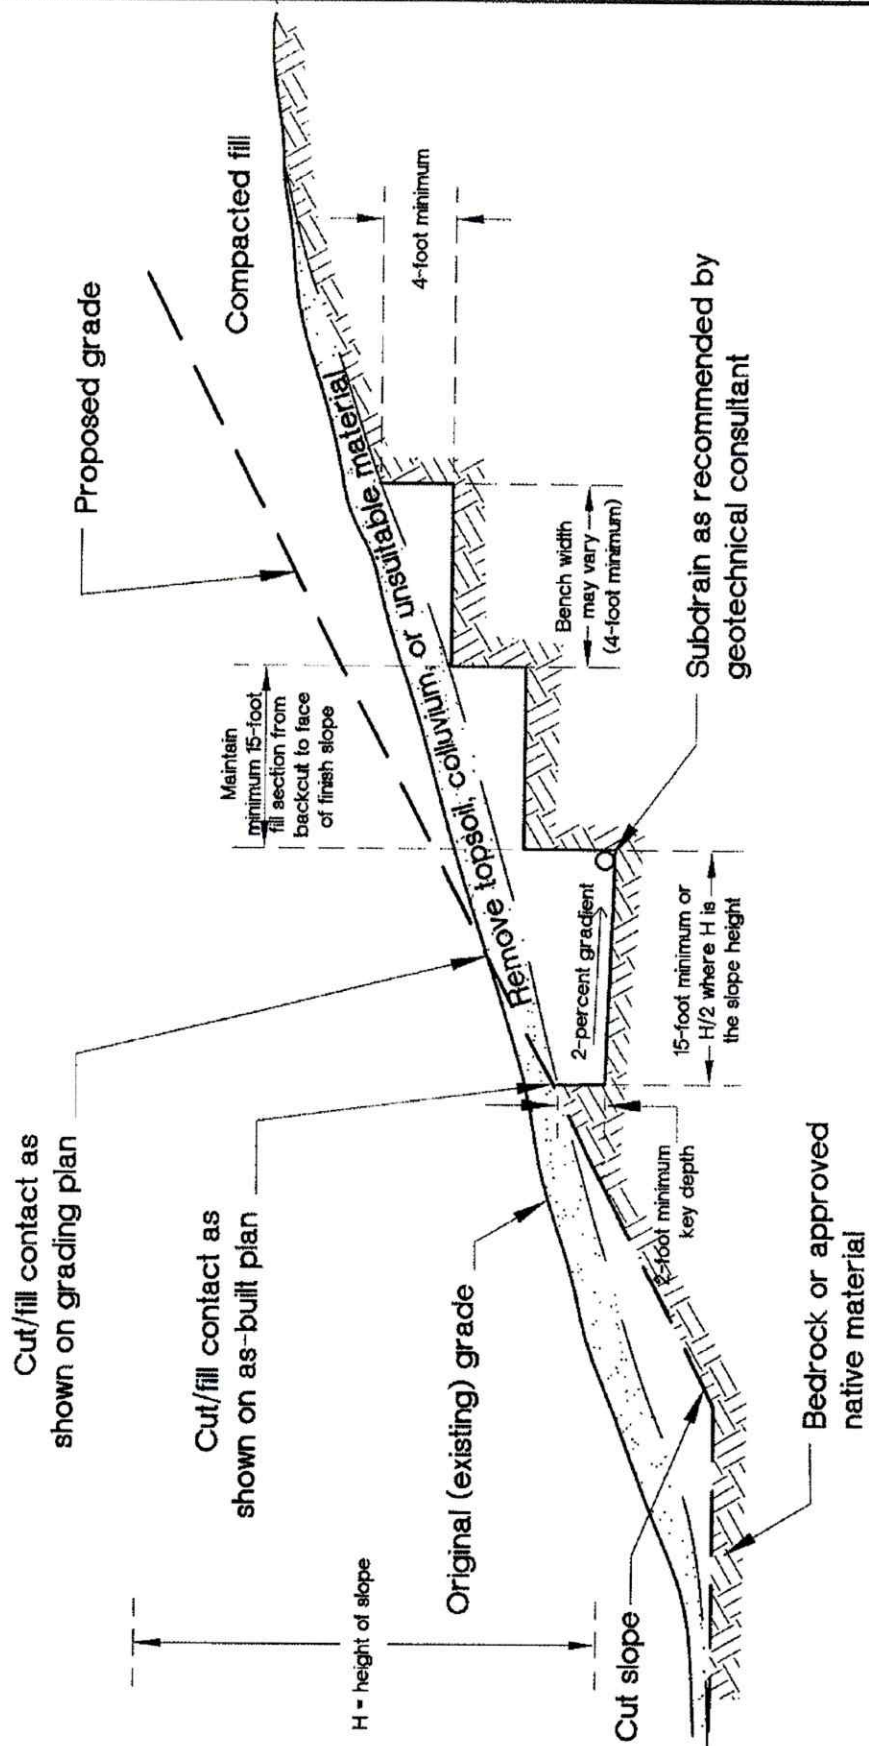 Cut/fill contact as
shown on grading plan
Proposed grade
Cut/fill contact as
shown on as-built plan
Maintain
minimum 15-foot
fill section from
backcut to face
of finish slope
Compacted fill
H = height of slope
Original (existing) grade
Remove topsoil, colluvium, or unsuitable material
4-foot minimum
2-percent gradient
Bench width
may vary
(4-foot minimum)
Cut slope
2-foot minimum
key depth
15-foot minimum or
H/2 where H is
the slope height
Subdrain as recommended by
geotechnical consultant
Bedrock or approved
native material